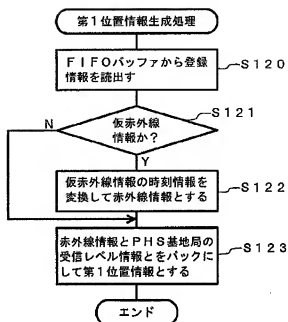 第1位置情報生成処理
FIFOバッファから登録
情報を読出す
S120
仮赤外線
情報か?
S121
N
Y
仮赤外線情報の時刻情報を
変換して赤外線情報とする
S122
赤外線情報とPHS基地局の
受信レベル情報とをパックに
して第1位置情報とする
S123
エンド